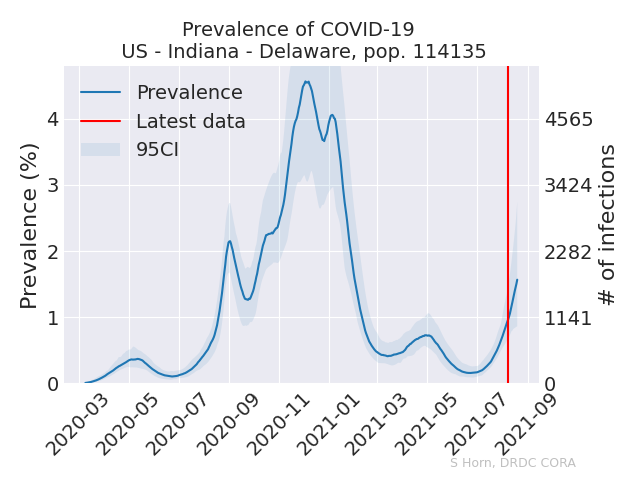 Prevalence of COVID-19
US - Indiana - Delaware, pop. 114135
Prevalence
Latest data
95CI
Prevalence (%)
4
3
2
1
0
4565
3424
2282
1141
0
# of infections
2020-03
2020-05
2020-07
2020-09
2020-11
2021-01
2021-03
2021-05
2021-07
2021-09
S Horn, DRDC CORA